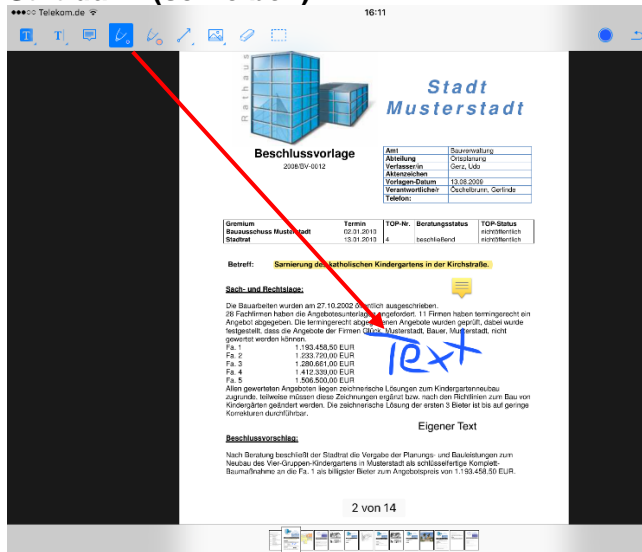 Telekom.de
16:11
T
T
Rathaus
Stadt
Musterstadt
Beschlussvorlage
2008/BV-0012
Amt Bauverwaltung
Abteilung Ortsplanung
Verfasser/in Gerz, Udo
Aktenzeichen
Vorlagen-Datum 13.08.2009
Verantwortliche/r Öschelbrunn, Gerlinde
Telefon:
Gremium Termin TOP-Nr. Beratungsstatus TOP-Status
Bauausschuss Musterstadt 02.01.2010 nichtöffentlich
Stadtrat 13.01.2010 4 beschließend nichtöffentlich
Betreff: Sarnierung des katholischen Kindergartens in der Kirchstraße.
Sach- und Rechtslage:
Die Bauarbeiten wurden am 27.10.2002 öffentlich ausgeschrieben.
28 Fachfirmen haben die Angebotsunterlagen angefordert. 11 Firmen haben termingerecht ein
Angebot abgegeben. Die termingerecht abgegebenen Angebote wurden geprüft, dabei wurde
festgestellt, dass die Angebote der Firmen Glück, Musterstadt, Bauer, Musterstadt, nicht
gewertet werden können.
Fa. 1 1.193.458,50 EUR
Fa. 2 1.233.720,00 EUR
Fa. 3 1.280.661,00 EUR
Fa. 4 1.412.339,00 EUR
Fa. 5 1.506.500,00 EUR
Text
Allen gewerteten Angeboten liegen zeichnerische Lösungen zum Kindergartenneubau
zugrunde, teilweise müssen diese Zeichnungen ergänzt bzw. nach den Richtlinien zum Bau von
Kindergärten geändert werden. Die zeichnerische Lösung der ersten 3 Bieter ist bis auf geringe
Korrekturen durchführbar.
Eigener Text
Beschlussvorschlag:
Nach Beratung beschließt der Stadtrat die Vergabe der Planungs- und Bauleistungen zum
Neubau des Vier-Gruppen-Kindergartens in Musterstadt als schlüsselfertige Komplett-
Baumaßnahme an die Fa. 1 als billigster Bieter zum Angebotspreis von 1.193.458,50 EUR.
2 von 14